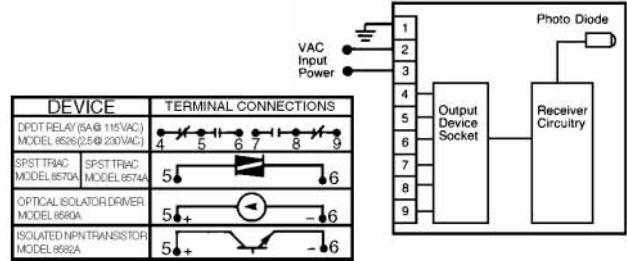 Photo Diode
VAC
Input
Power
1
2
3
4
5
6
7
8
9
Output
Device
Socket
Receiver
Circuitry
DEVICE TERMINAL CONNECTIONS
DPDT RELAY (5A@ 115VAC)
MODEL 8526 (2.5@ 230VAC)
4 5 6 7 8 9
SPST TRIAC SPST TRIAC
MODEL 8570A MODEL 8574A
5 6
OPTICAL ISOLATOR DRIVER
MODEL 8580A
5 + - 6
ISOLATED NPN TRANSISTOR
MODEL 8582A
5 + - 6